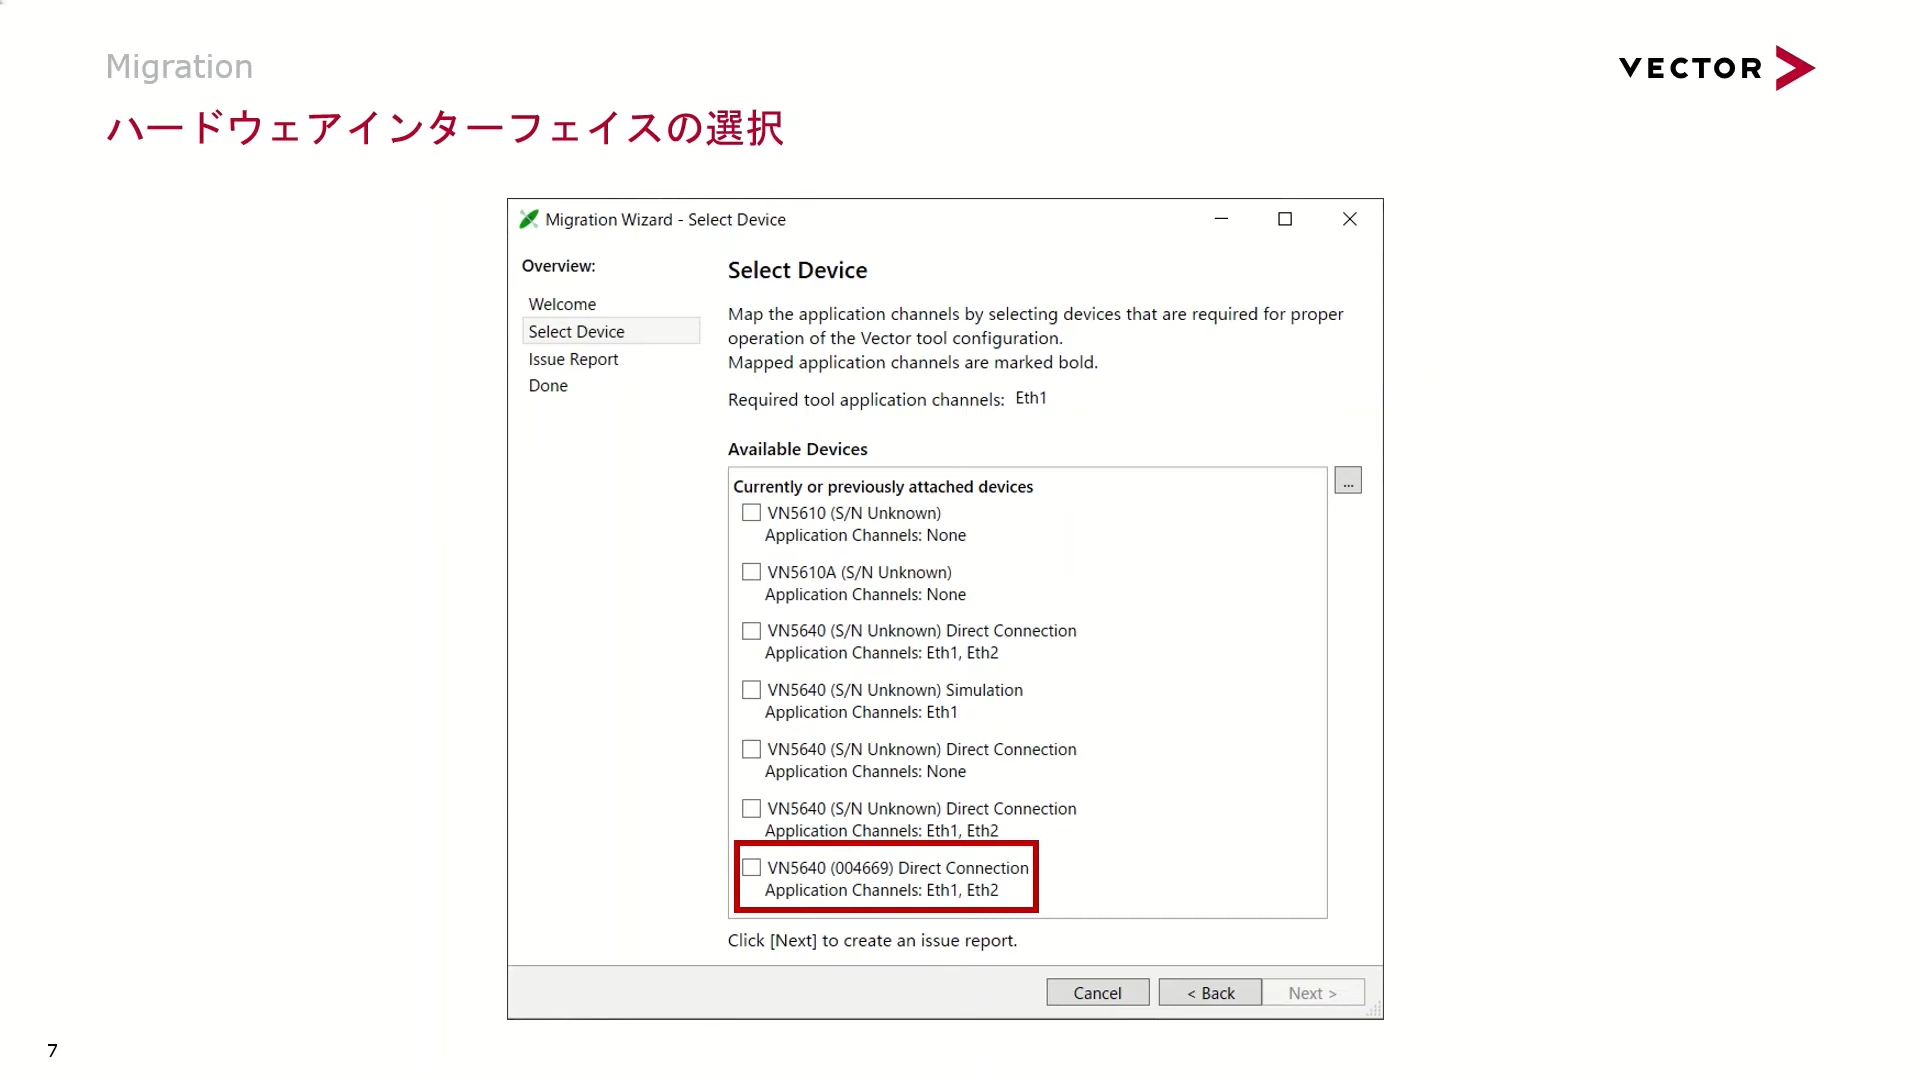 Migration
VECTOR
ハードウェアインターフェイスの選択
Migration Wizard - Select Device
Overview:
Welcome
Select Device
Issue Report
Done
Select Device
Map the application channels by selecting devices that are required for proper
operation of the Vector tool configuration.
Mapped application channels are marked bold.
Required tool application channels: Eth1
Available Devices
...
Currently or previously attached devices
VN5610 (S/N Unknown)
Application Channels: None
VN5610A (S/N Unknown)
Application Channels: None
VN5640 (S/N Unknown) Direct Connection
Application Channels: Eth1, Eth2
VN5640 (S/N Unknown) Simulation
Application Channels: Eth1
VN5640 (S/N Unknown) Direct Connection
Application Channels: None
VN5640 (S/N Unknown) Direct Connection
Application Channels: Eth1, Eth2
VN5640 (004669) Direct Connection
Application Channels: Eth1, Eth2
Click [Next] to create an issue report.
Cancel
< Back
Next >
7